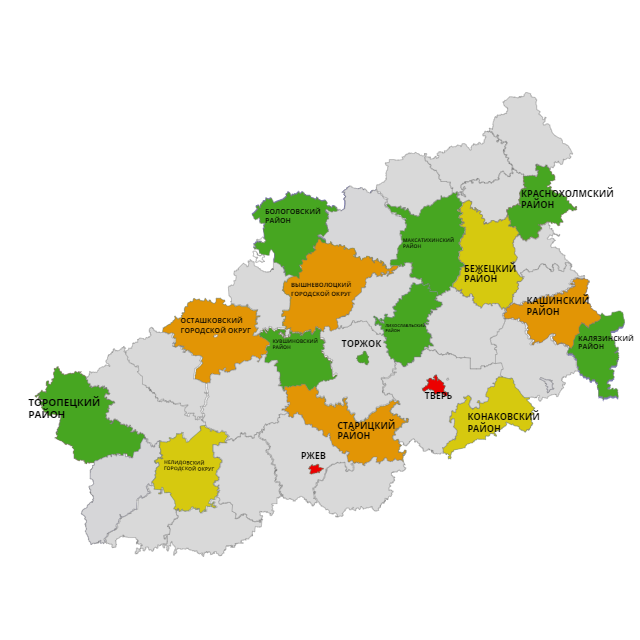 КРАСНОХОЛМСКИЙ
РАЙОН
БОЛОГОВСКИЙ
РАЙОН
МАКСАТИХИНСКИЙ
РАЙОН
БЕЖЕЦКИЙ
РАЙОН
ВЫШНЕВОЛОЦКИЙ
ГОРОДСКОЙ ОКРУГ
КАШИНСКИЙ
РАЙОН
ОСТАШКОВСКИЙ
ГОРОДСКОЙ ОКРУГ
ЛИХОСЛАВЛЬСКИЙ
РАЙОН
КУВШИНОВСКИЙ
РАЙОН
ТОРЖОК
КАЛЯЗИНСКИЙ
РАЙОН
ТВЕРЬ
ТОРОПЕЦКИЙ
РАЙОН
КОНАКОВСКИЙ
РАЙОН
СТАРИЦКИЙ
РАЙОН
РЖЕВ
НЕЛИДОВСКИЙ
ГОРОДСКОЙ ОКРУГ